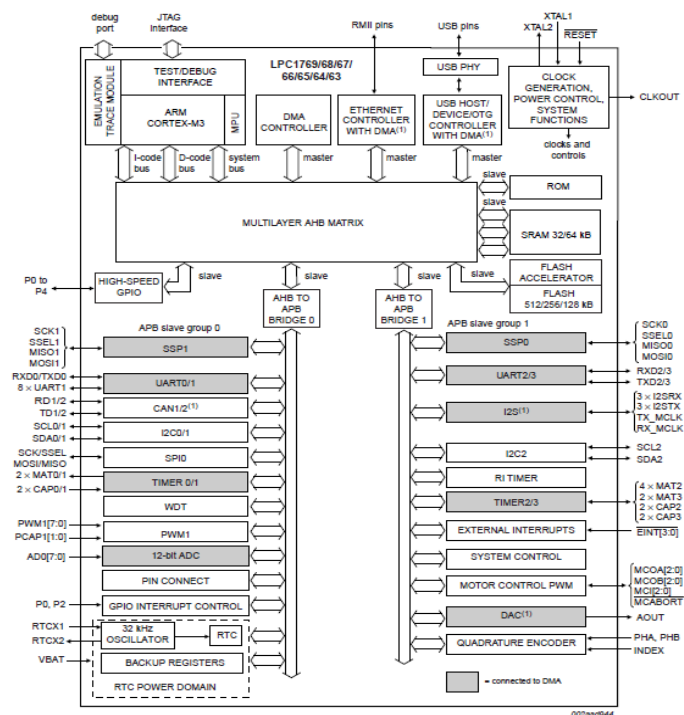 debug
port
JTAG
Interface
RMII pins
USB pins
XTAL1
XTAL2
RESET
LPC1769/68/67/
66/65/64/63
USB PHY
EMULATION
TRACE MODULE
TEST/DEBUG
INTERFACE
ARM
CORTEX-M3
MPU
DMA
CONTROLLER
ETHERNET
CONTROLLER
WITH DMA(1)
USB HOST/
DEVICE/OTG
CONTROLLER
WITH DMA(1)
CLOCK
GENERATION,
POWER CONTROL,
SYSTEM
FUNCTIONS
CLKOUT
clocks and
controls
I-code
bus
D-code
bus
system
bus
master
master
master
slave
ROM
MULTILAYER AHB MATRIX
slave
SRAM 32/64 kB
P0 to
P4
HIGH-SPEED
GPIO
slave
slave
slave
slave
FLASH
ACCELERATOR
FLASH
512/256/128 kB
AHB TO
APB
BRIDGE 0
AHB TO
APB
BRIDGE 1
APB slave group 0
APB slave group 1
SCK1
SSEL1
MISO1
MOSI1
SSP1
SSP0
SCK0
SSEL0
MISO0
MOSI0
RXD0/TXD0
8 × UART1
UART0/1
UART2/3
RXD2/3
TXD2/3
RD1/2
TD1/2
CAN1/2(1)
I2S(1)
3 × I2SRX
3 × I2STX
TX_MCLK
RX_MCLK
SCL0/1
SDA0/1
I2C0/1
I2C2
SCL2
SDA2
SCK/SSEL
MOSI/MISO
SPI0
RI TIMER
2 × MAT0/1
2 × CAP0/1
TIMER 0/1
TIMER2/3
4 × MAT2
2 × MAT3
2 × CAP2
2 × CAP3
WDT
EXTERNAL INTERRUPTS
EINT[3:0]
PWM1[7:0]
PCAP1[1:0]
PWM1
SYSTEM CONTROL
AD0[7:0]
12-bit ADC
MOTOR CONTROL PWM
MCOA[2:0]
MCOB[2:0]
MCI[2:0]
MCABORT
PIN CONNECT
DAC(1)
AOUT
P0, P2
GPIO INTERRUPT CONTROL
QUADRATURE ENCODER
PHA, PHB
INDEX
RTCX1
RTCX2
32 kHz
OSCILLATOR
RTC
VBAT
BACKUP REGISTERS
RTC POWER DOMAIN
= connected to DMA